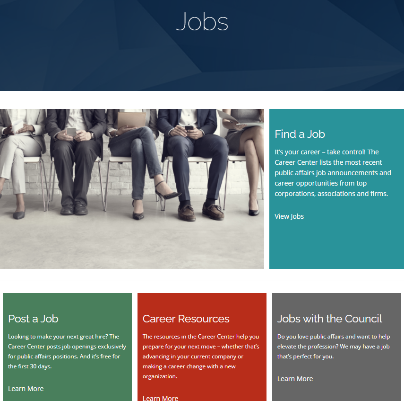 Jobs
Find a Job
It's your career – take control! The
Career Center lists the most recent
public affairs job announcements and
career opportunities from top
corporations, associations and firms.
View Jobs
Post a Job
Looking to make your next great hire? The
Career Center posts job openings exclusively
for public affairs positions. And it's free for
the first 30 days.
Learn More
Career Resources
The resources in the Career Center help you
prepare for your next move – whether that's
advancing in your current company or
making a career change with a new
organization.
Learn More
Jobs with the Council
Do you love public affairs and want to help
elevate the profession? We may have a job
that's perfect for you.
Learn More